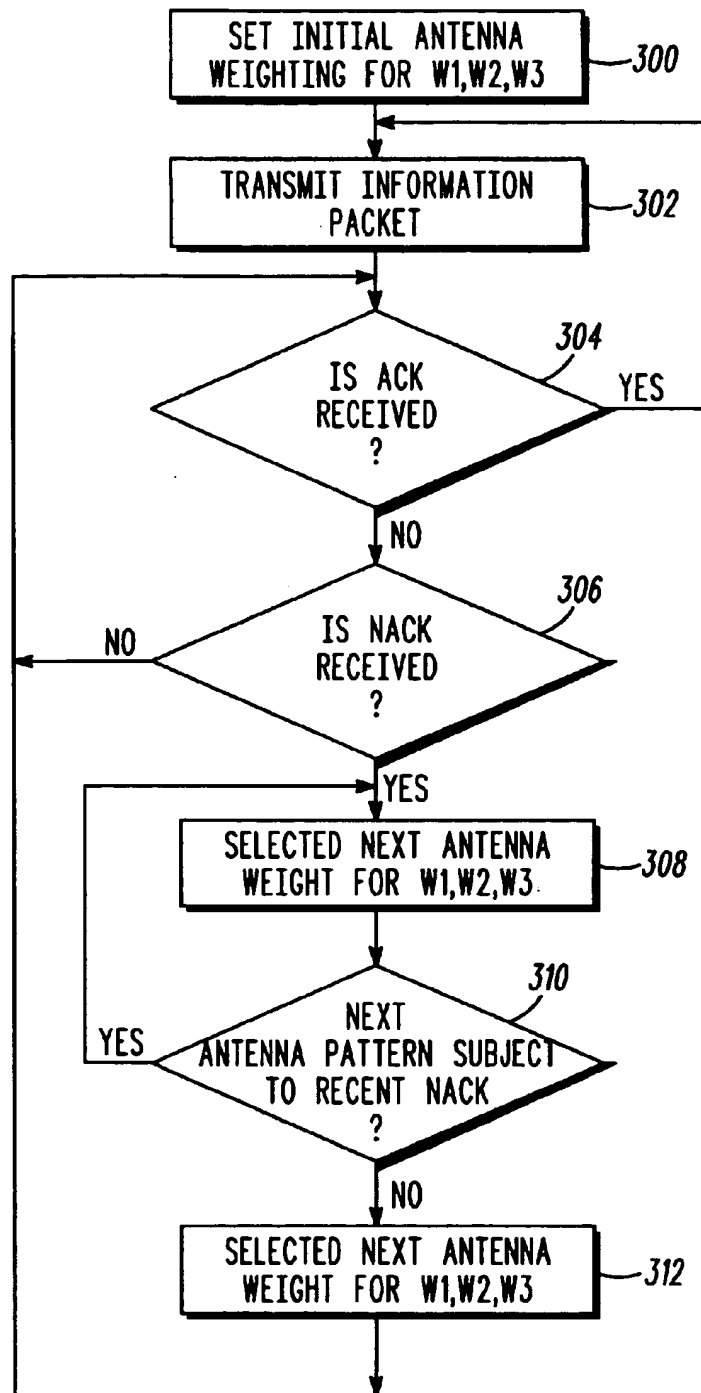 SET INITIAL ANTENNA
WEIGHTING FOR W1,W2,W3
300
TRANSMIT INFORMATION
PACKET
302
304
IS ACK
RECEIVED
?
YES
NO
306
IS NACK
RECEIVED
?
NO
YES
SELECTED NEXT ANTENNA
WEIGHT FOR W1,W2,W3
308
310
NEXT
ANTENNA PATTERN SUBJECT
TO RECENT NACK
?
YES
NO
SELECTED NEXT ANTENNA
WEIGHT FOR W1,W2,W3
312